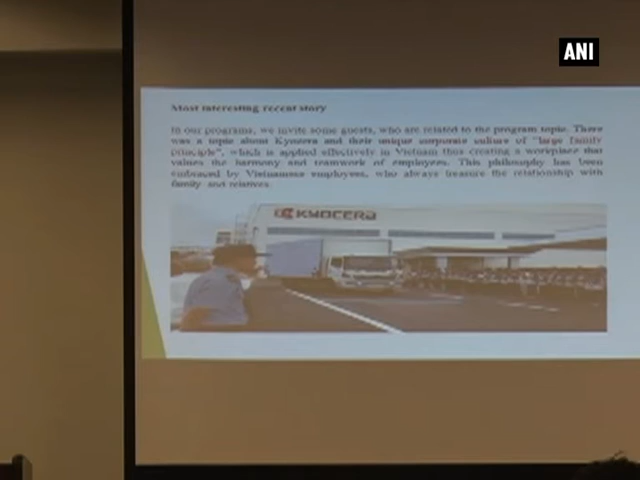 ANI
Most interesting recent story
In our programs, we invite some guests, who are related to the program topic. There
was a topic about Kyocera and their unique corporate culture of "large family
principle", which is applied effectively in Vietnam thus creating a workplace that
values the harmony and teamwork of employees. This philosophy has been
embraced by Vietnamese employees, who always treasure the relationship with
family and relatives.
KYOCERA